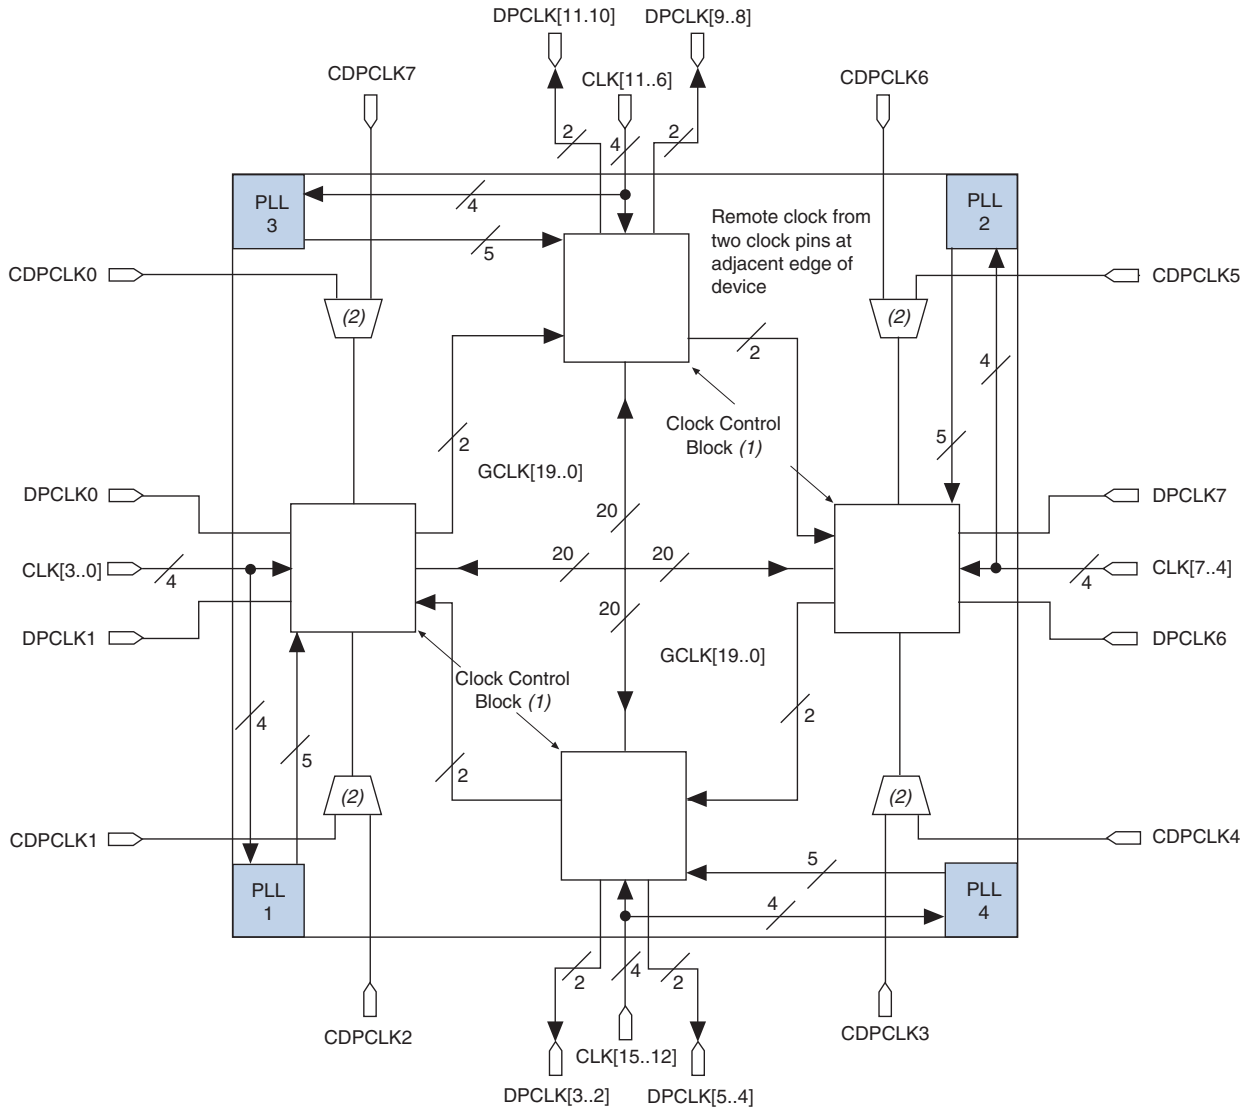 DPCLK[11.10]
DPCLK[9..8]
CDPCLK7
CLK[11..6]
CDPCLK6
2
4
2
PLL
3
4
5
Remote clock from
two clock pins at
adjacent edge of
device
PLL
2
CDPCLK0
CDPCLK5
(2)
(2)
2
4
Clock Control
Block (1)
2
5
GCLK[19..0]
DPCLK0
DPCLK7
20
CLK[3..0]
4
20
20
4
CLK[7..4]
20
DPCLK1
DPCLK6
GCLK[19..0]
Clock Control
Block (1)
4
5
2
2
(2)
(2)
CDPCLK1
CDPCLK4
5
PLL
1
4
PLL
4
2
4
2
CDPCLK2
CDPCLK3
CLK[15..12]
DPCLK[3..2]
DPCLK[5..4]